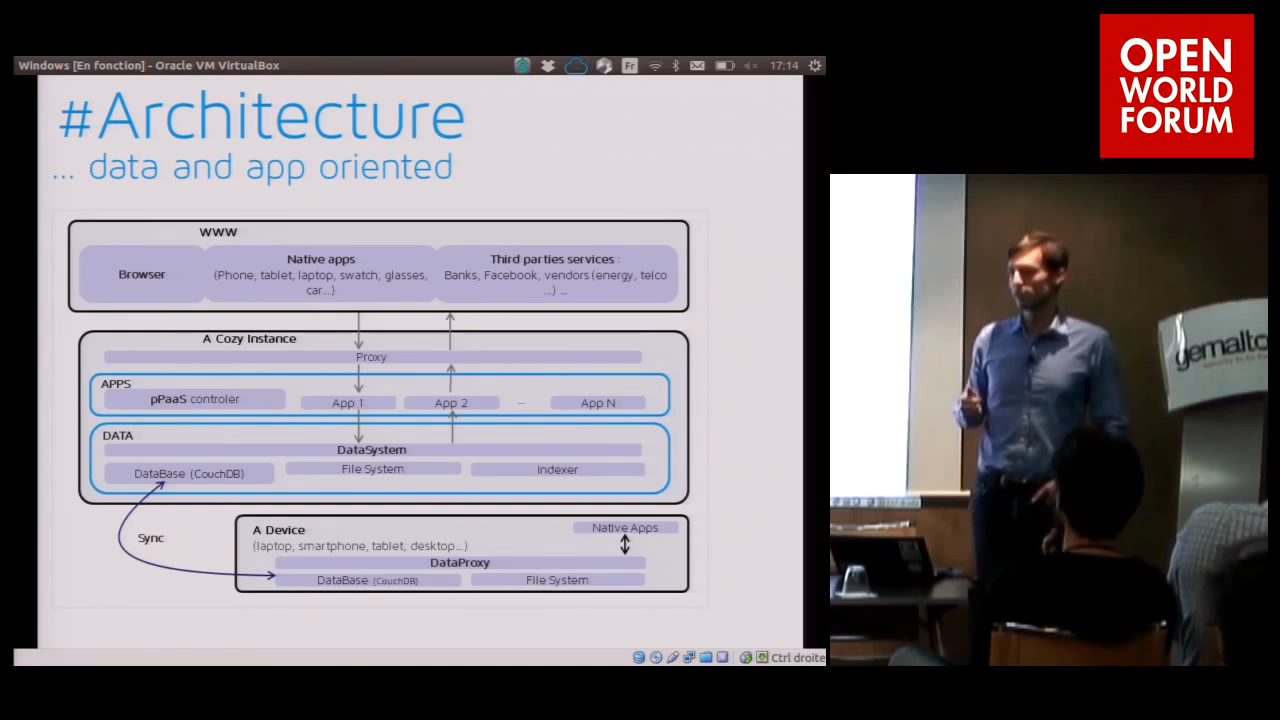 Windows [En fonction] - Oracle VM VirtualBox
Fr
17:14
#Architecture
... data and app oriented
WWW
Browser
Native apps
(Phone, tablet, laptop, swatch, glasses,
car...)
Third parties services :
Banks, Facebook, vendors (energy, telco
...) ...
A Cozy Instance
Proxy
APPS
pPaaS controler
App 1
App 2
...
App N
DATA
DataSystem
DataBase (CouchDB)
File System
Indexer
Sync
A Device
(laptop, smartphone, tablet, desktop...)
Native Apps
DataProxy
DataBase (CouchDB)
File System
Ctrl droite
OPEN
WORLD
FORUM
gemalto